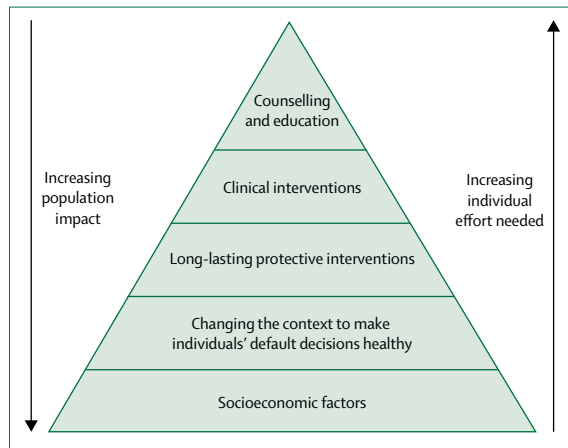 Counselling
and education
Increasing
population
impact
Clinical interventions
Increasing
individual
effort needed
Long-lasting protective interventions
Changing the context to make
individuals’ default decisions healthy
Socioeconomic factors